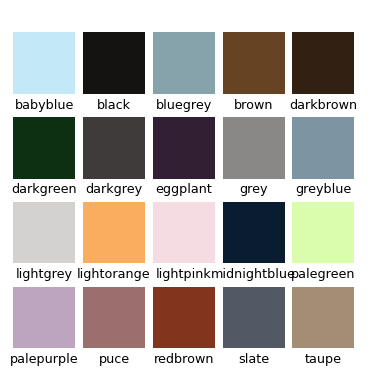 babyblue black bluegrey brown darkbrown
darkgreen darkgrey eggplant grey greyblue
lightgrey lightorange lightpink midnightblue palegreen
palepurple puce redbrown slate taupe